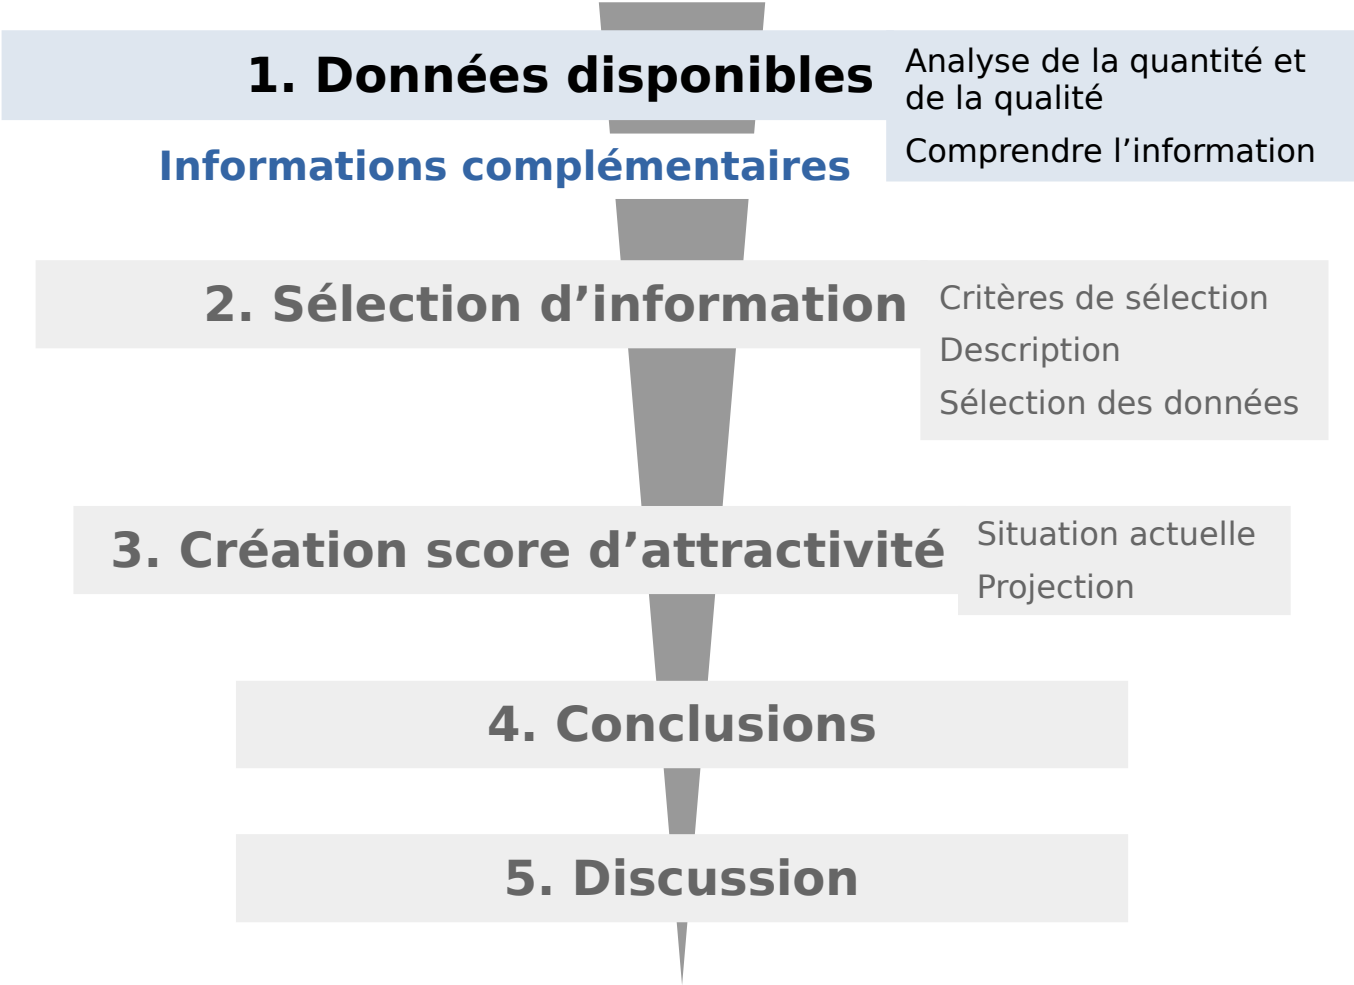 1. Données disponibles
Analyse de la quantité et
de la qualité
Comprendre l’information
Informations complémentaires
2. Sélection d’information
Critères de sélection
Description
Sélection des données
3. Création score d’attractivité
Situation actuelle
Projection
4. Conclusions
5. Discussion